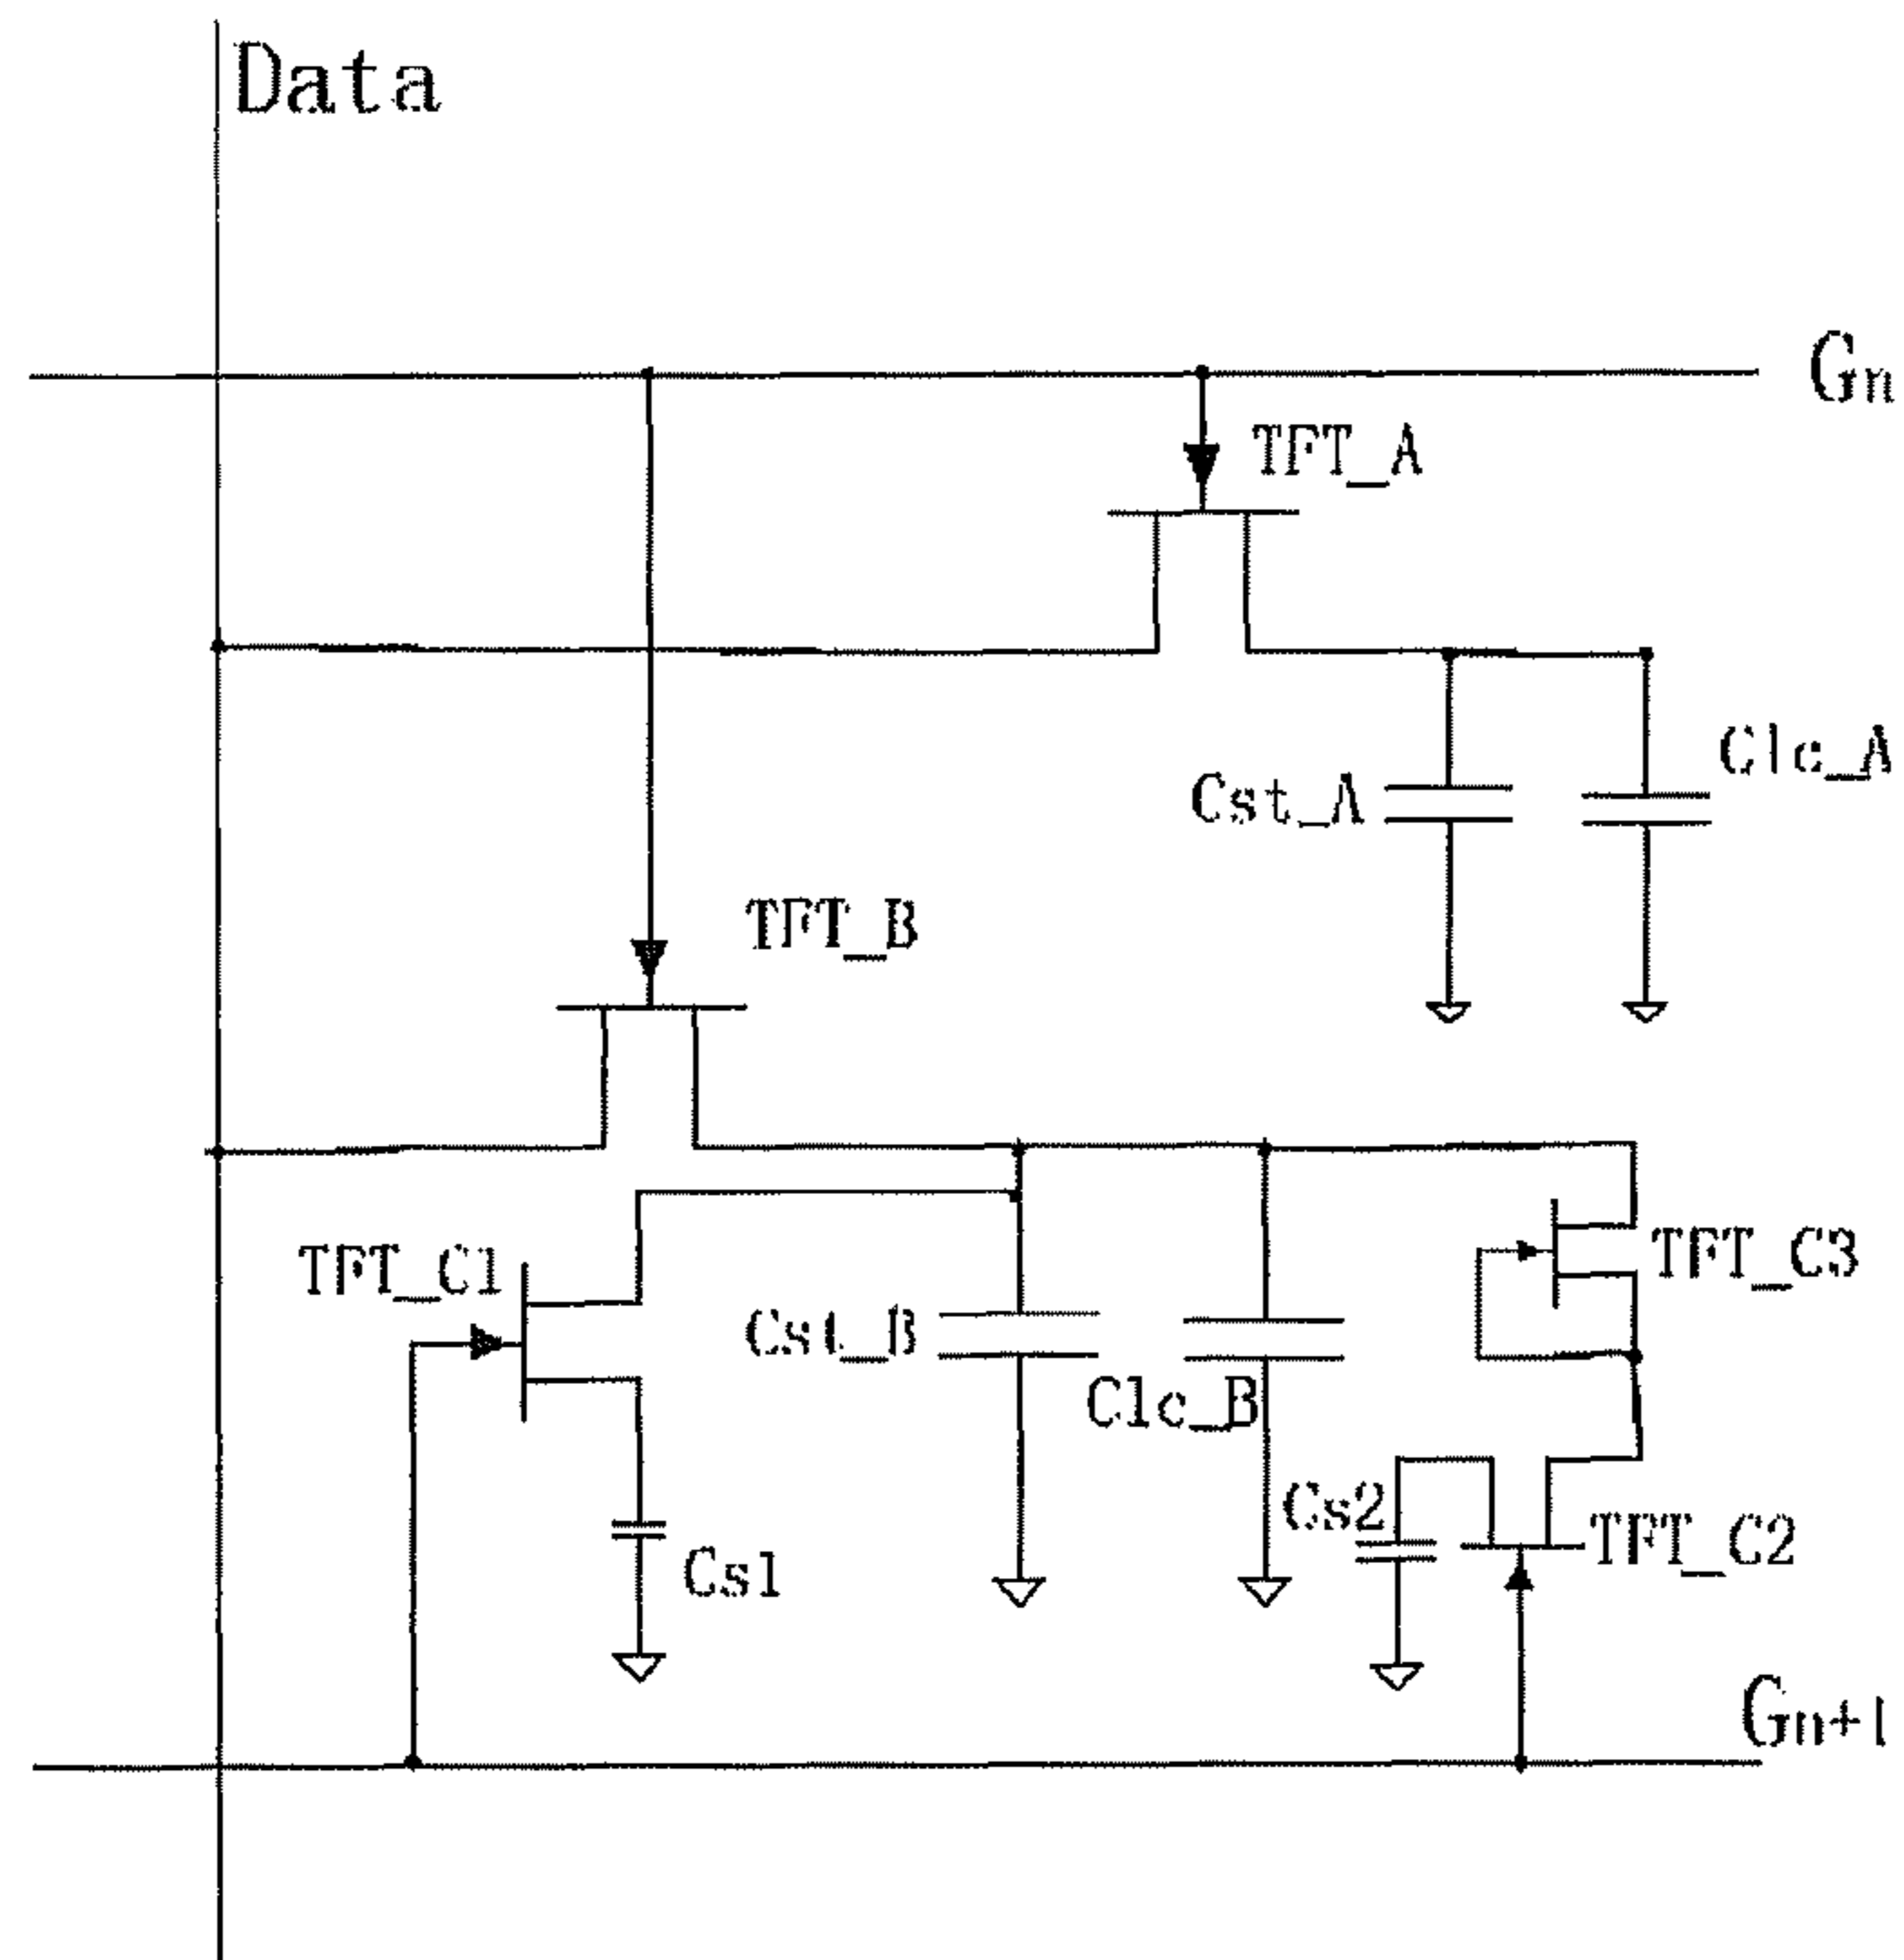 Data
Gn
TFT_A
Clc_A
Cst_A
TFT_B
TFT_C3
TFT_C1
Cst_B
Clc_B
Cs2
TFT_C2
Cs1
Gn+1